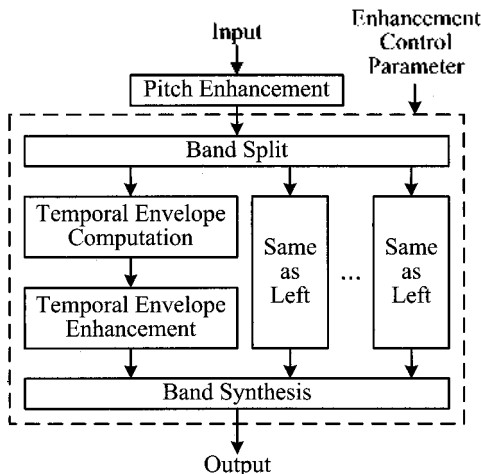 Input
Enhancement
Control
Parameter
Pitch Enhancement
Band Split
Temporal Envelope
Computation
Temporal Envelope
Enhancement
Same
as
Left
...
Same
as
Left
Band Synthesis
Output